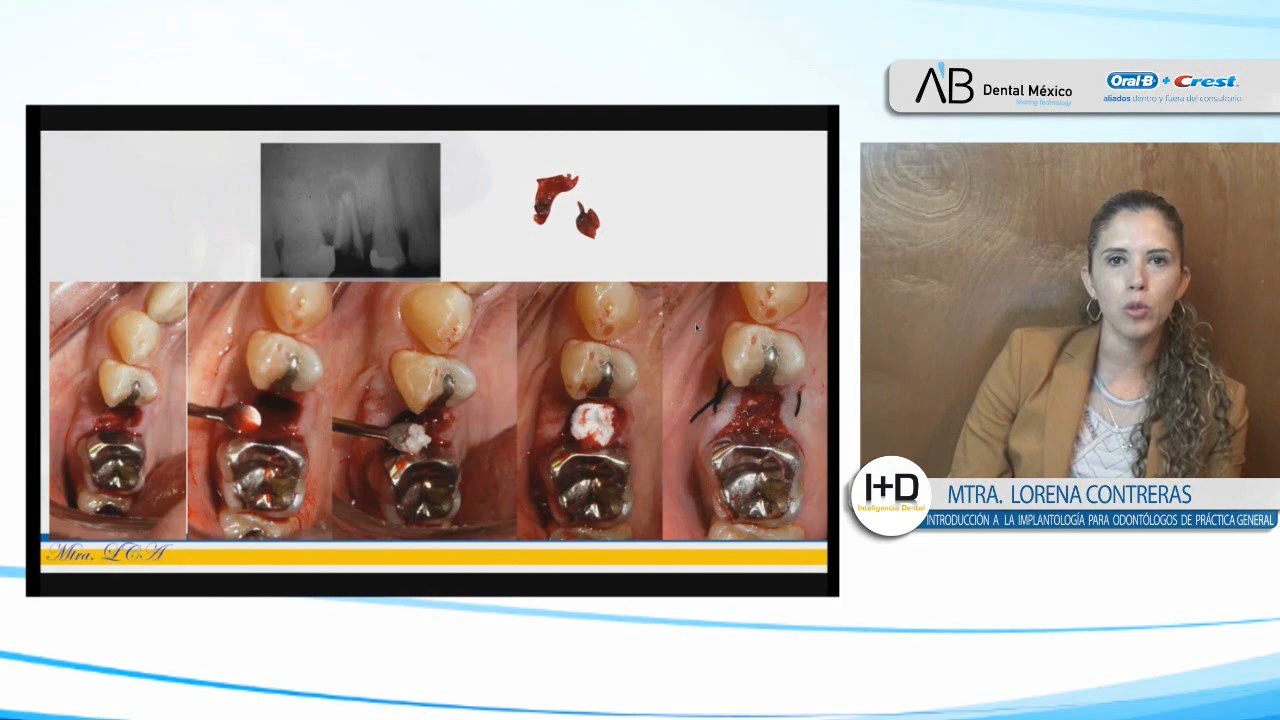 AB Dental México
Sharing Technology
Oral-B + Crest
aliados dentro y fuera del consultorio
Mtra. LCA
I+D
Inteligencia Dental
MTRA. LORENA CONTRERAS
INTRODUCCIÓN A LA IMPLANTOLOGÍA PARA ODONTÓLOGOS DE PRÁCTICA GENERAL